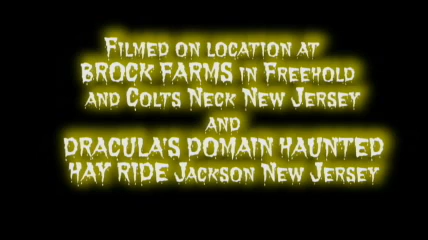 Filmed on location at
BROCK FARMS in Freehold
and Colts Neck New Jersey
and
DRACULA'S DOMAIN HAUNTED
HAY RIDE Jackson New Jersey